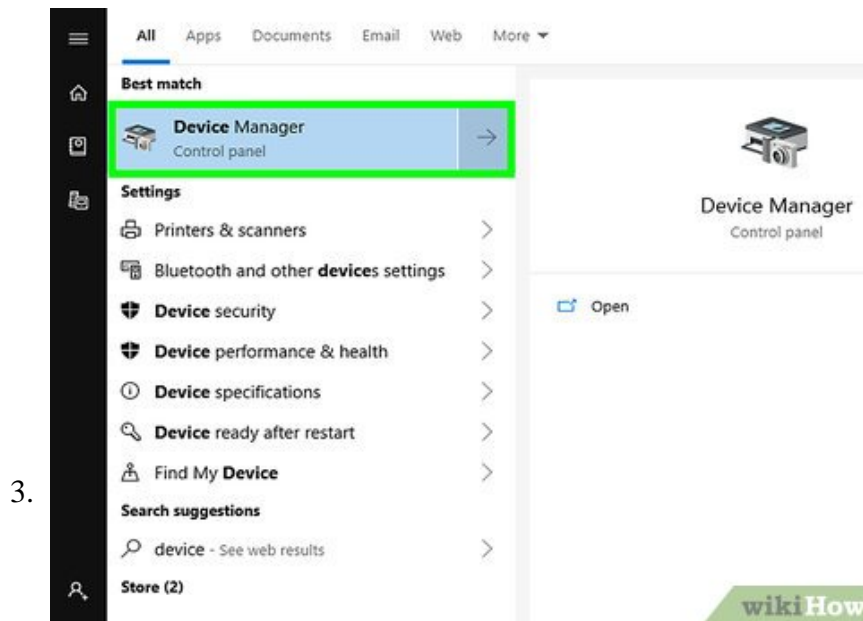 All Apps Documents Email Web More
Best match
Device Manager
Control panel
Settings
Printers & scanners
Bluetooth and other devices settings
Device security
Device performance & health
Device specifications
Device ready after restart
Find My Device
Search suggestions
device - See web results
Store (2)
Device Manager
Control panel
Open
3.
wikiHow